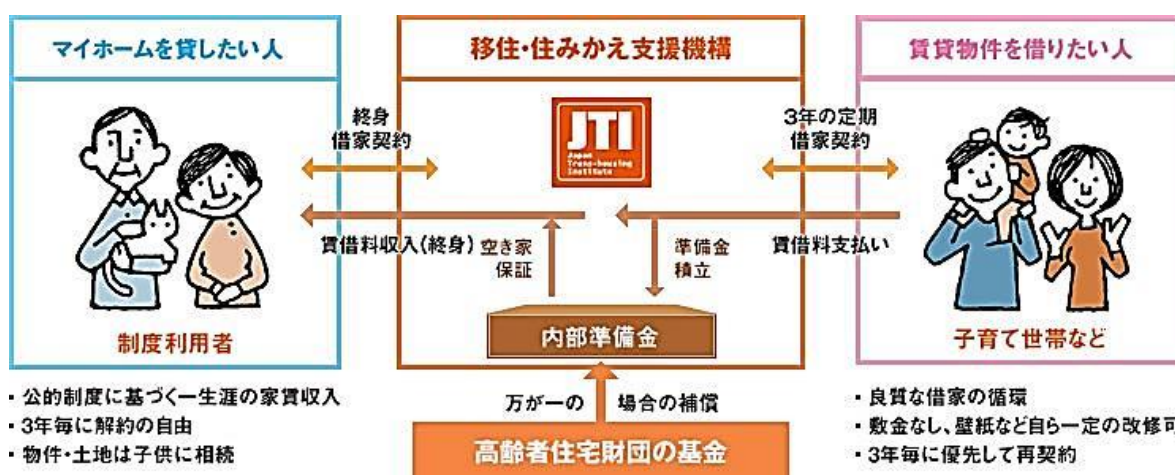 マイホームを貸したい人
移住・住みかえ支援機構
賃貸物件を借りたい人
終身
借家契約
JTI
Japan
Trans-housing
Institute
3年の定期
借家契約
賃借料収入(終身)
空き家
保証
準備金
積立
賃借料支払い
制度利用者
内部準備金
子育て世帯など
・公的制度に基づく一生涯の家賃収入
・3年毎に解約の自由
・物件・土地は子供に相続
万が一の 場合の補償
高齢者住宅財団の基金
・良質な借家の循環
・敷金なし、壁紙など自ら一定の改修可
・3年毎に優先して再契約